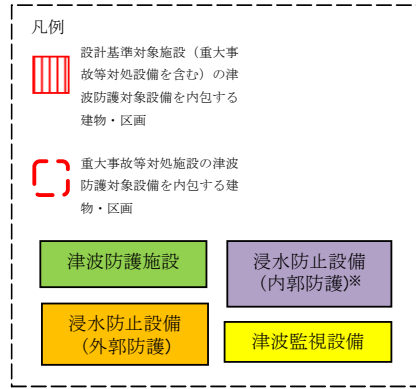 凡例
設計基準対象施設（重大事
故等対処設備を含む）の津
波防護対象設備を内包する
建物・区画
重大事故等対処施設の津波
防護対象設備を内包する建
物・区画
津波防護施設
浸水防止設備
（内郭防護）※
浸水防止設備
（外郭防護）
津波監視設備